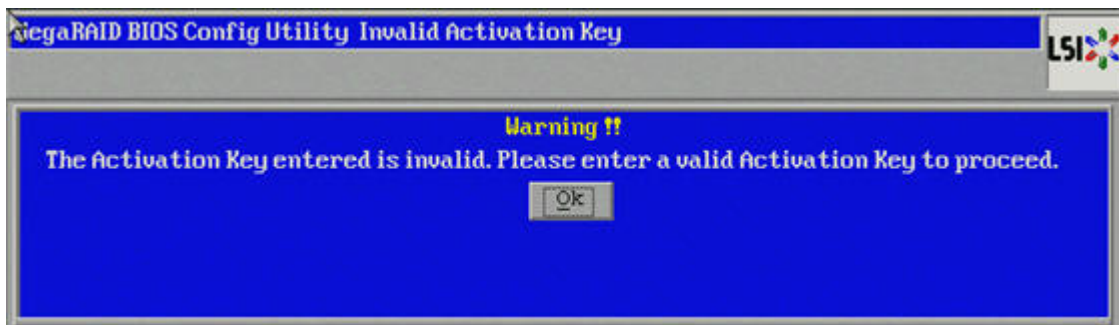 MegaRAID BIOS Config Utility Invalid Activation Key
LSI
Warning !!
The Activation Key entered is invalid. Please enter a valid Activation Key to proceed.
Ok